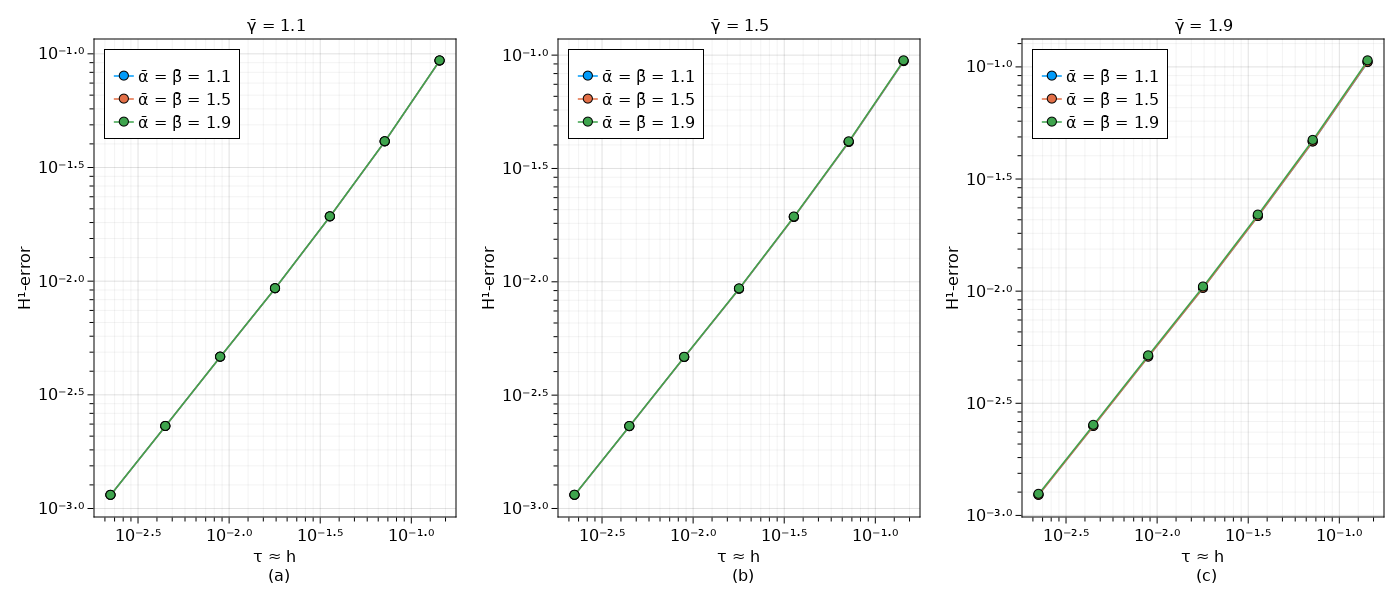 γ̄ = 1.1
ᾱ = β̄ = 1.1
ᾱ = β̄ = 1.5
ᾱ = β̄ = 1.9
H¹-error
10⁻¹·⁰
10⁻¹·⁵
10⁻²·⁰
10⁻²·⁵
10⁻³·⁰
10⁻²·⁵ 10⁻²·⁰ 10⁻¹·⁵ 10⁻¹·⁰
τ ≈ h
(a)
γ̄ = 1.5
ᾱ = β̄ = 1.1
ᾱ = β̄ = 1.5
ᾱ = β̄ = 1.9
H¹-error
10⁻¹·⁰
10⁻¹·⁵
10⁻²·⁰
10⁻²·⁵
10⁻³·⁰
10⁻²·⁵ 10⁻²·⁰ 10⁻¹·⁵ 10⁻¹·⁰
τ ≈ h
(b)
γ̄ = 1.9
ᾱ = β̄ = 1.1
ᾱ = β̄ = 1.5
ᾱ = β̄ = 1.9
H¹-error
10⁻¹·⁰
10⁻¹·⁵
10⁻²·⁰
10⁻²·⁵
10⁻³·⁰
10⁻²·⁵ 10⁻²·⁰ 10⁻¹·⁵ 10⁻¹·⁰
τ ≈ h
(c)